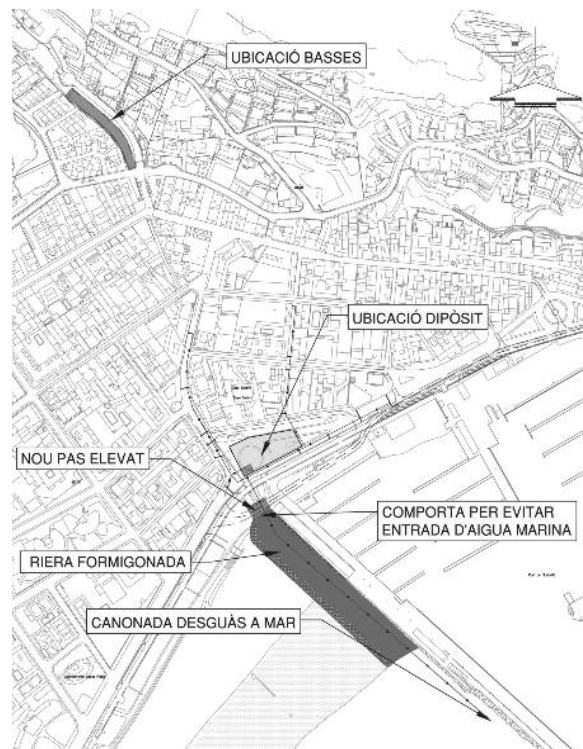 UBICACIÓ BASSES
UBICACIÓ DIPÒSIT
NOU PAS ELEVAT
COMPORTA PER EVITAR
ENTRADA D'AIGUA MARINA
RIERA FORMIGONADA
CANONADA DESGUÀS A MAR